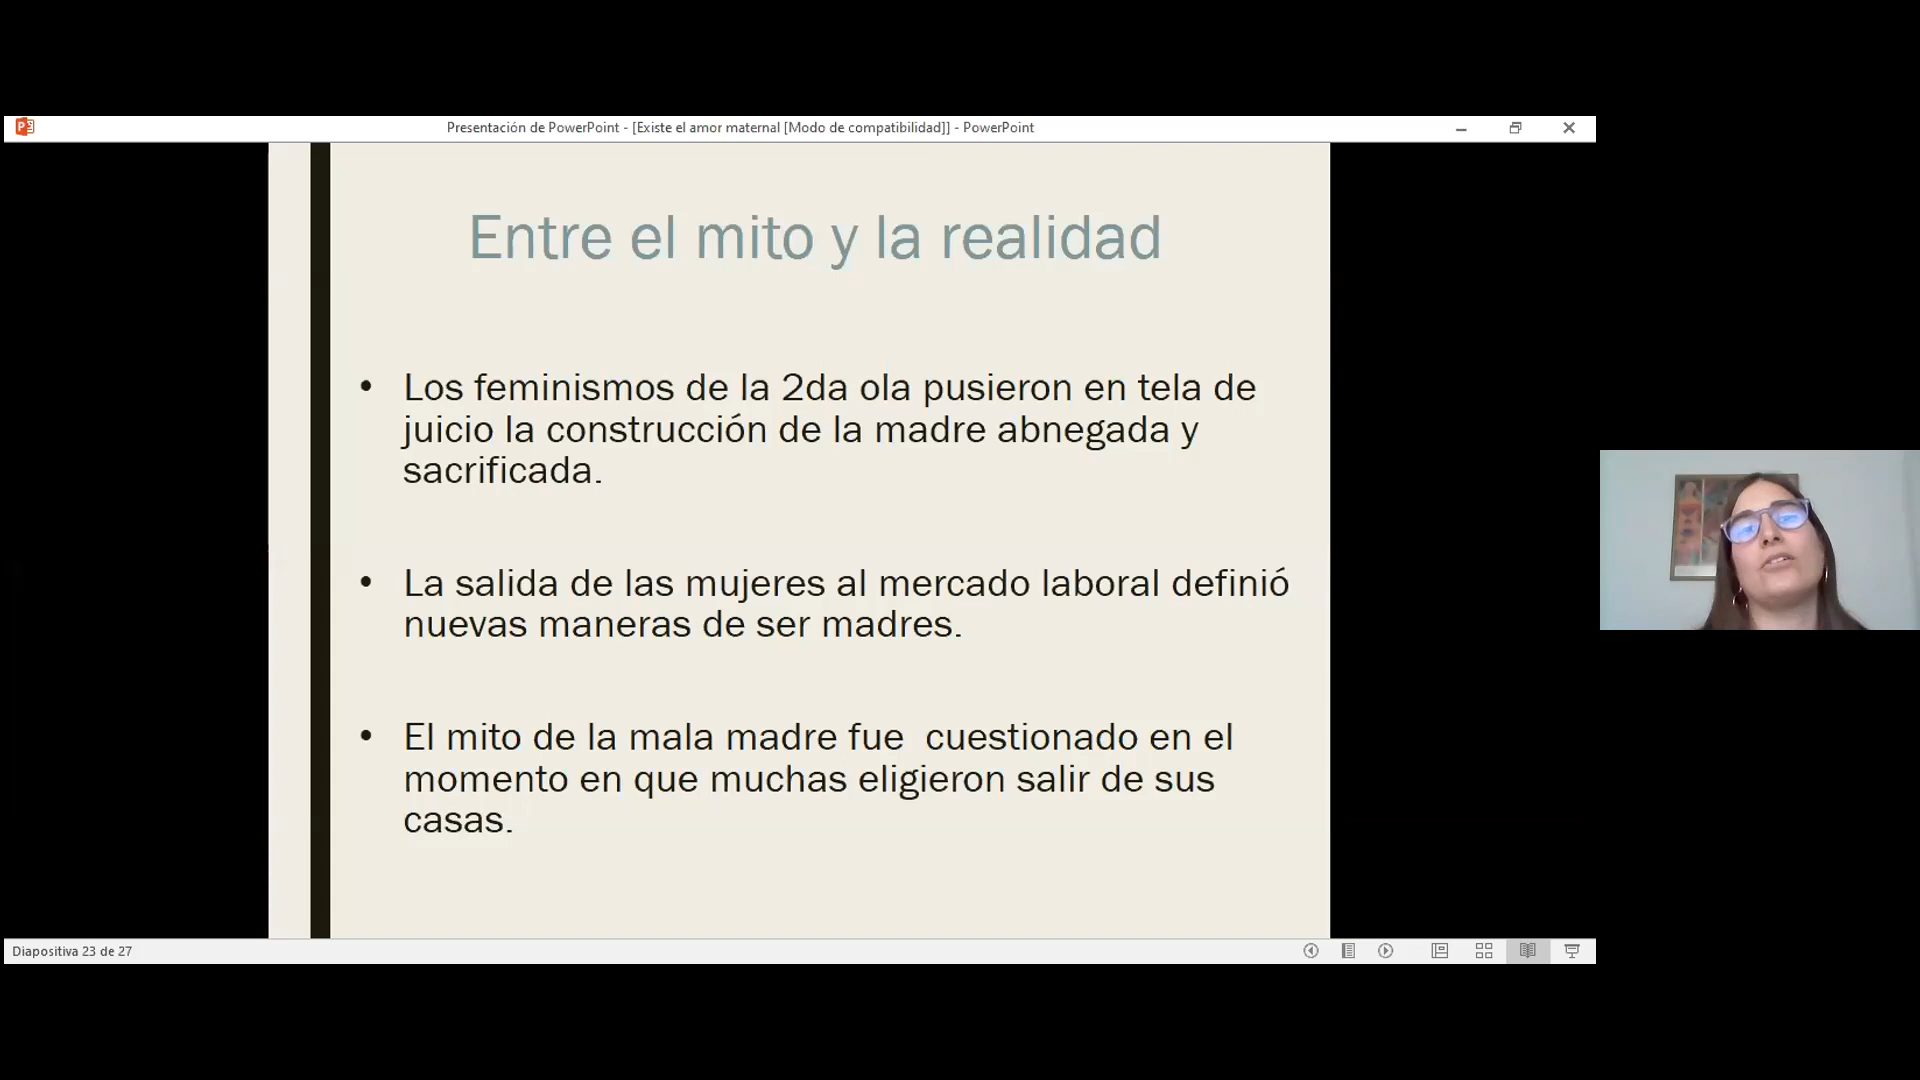 Presentación de PowerPoint - [Existe el amor maternal [Modo de compatibilidad]] - PowerPoint
Entre el mito y la realidad
• Los feminismos de la 2da ola pusieron en tela de
juicio la construcción de la madre abnegada y
sacrificada.
• La salida de las mujeres al mercado laboral definió
nuevas maneras de ser madres.
• El mito de la mala madre fue  cuestionado en el
momento en que muchas eligieron salir de sus
casas.
Diapositiva 23 de 27